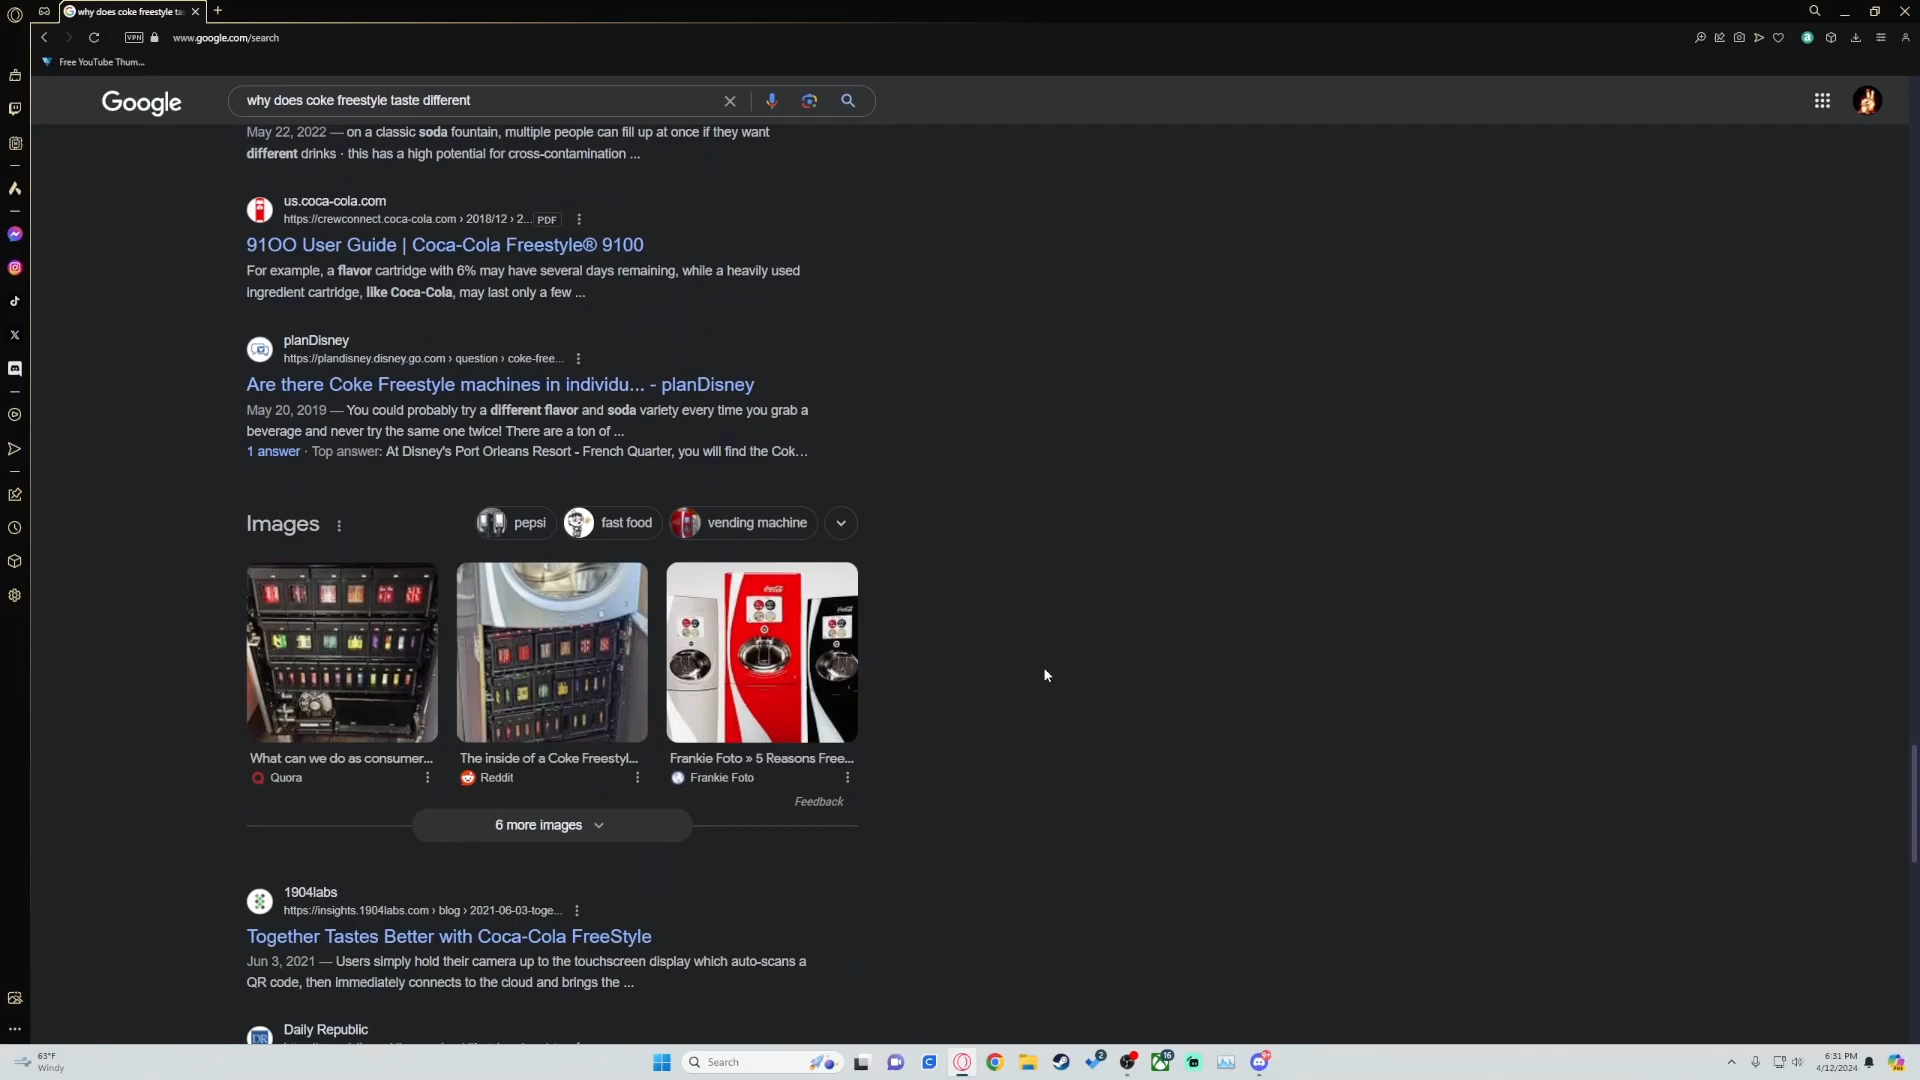 why does coke freestyle ta
VPN
www.google.com/search
Free YouTube Thum...
Google
why does coke freestyle taste different
May 22, 2022 — on a classic soda fountain, multiple people can fill up at once if they want
different drinks · this has a high potential for cross-contamination ...
us.coca-cola.com
https://crewconnect.coca-cola.com › 2018/12 › 2... PDF
91OO User Guide | Coca-Cola Freestyle® 9100
For example, a flavor cartridge with 6% may have several days remaining, while a heavily used
ingredient cartridge, like Coca-Cola, may last only a few ...
planDisney
https://plandisney.disney.go.com › question › coke-free...
Are there Coke Freestyle machines in individu... - planDisney
May 20, 2019 — You could probably try a different flavor and soda variety every time you grab a
beverage and never try the same one twice! There are a ton of ...
1 answer · Top answer: At Disney's Port Orleans Resort - French Quarter, you will find the Cok...
Images
pepsi
fast food
vending machine
What can we do as consumer...
Quora
The inside of a Coke Freestyl...
Reddit
Frankie Foto » 5 Reasons Free...
Frankie Foto
Feedback
6 more images
1904labs
https://insights.1904labs.com › blog › 2021-06-03-toge...
Together Tastes Better with Coca-Cola FreeStyle
Jun 3, 2021 — Users simply hold their camera up to the touchscreen display which auto-scans a
QR code, then immediately connects to the cloud and brings the ...
DR
Daily Republic
63°F
Windy
Search
2
16
9+
6:31 PM
4/12/2024